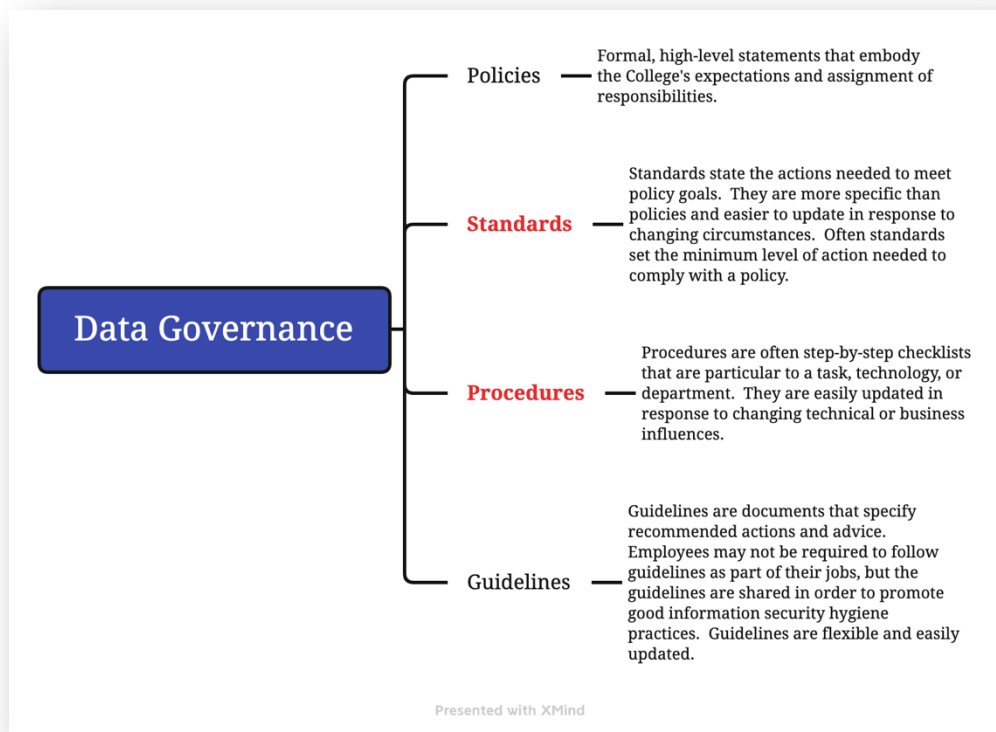 Policies
Formal, high-level statements that embody
the College's expectations and assignment of
responsibilities.
Standards
Standards state the actions needed to meet
policy goals.  They are more specific than
policies and easier to update in response to
changing circumstances.  Often standards
set the minimum level of action needed to
comply with a policy.
Data Governance
Procedures
Procedures are often step-by-step checklists
that are particular to a task, technology, or
department.  They are easily updated in
response to changing technical or business
influences.
Guidelines
Guidelines are documents that specify
recommended actions and advice.
Employees may not be required to follow
guidelines as part of their jobs, but the
guidelines are shared in order to promote
good information security hygiene
practices.  Guidelines are flexible and easily
updated.
Presented with XMind